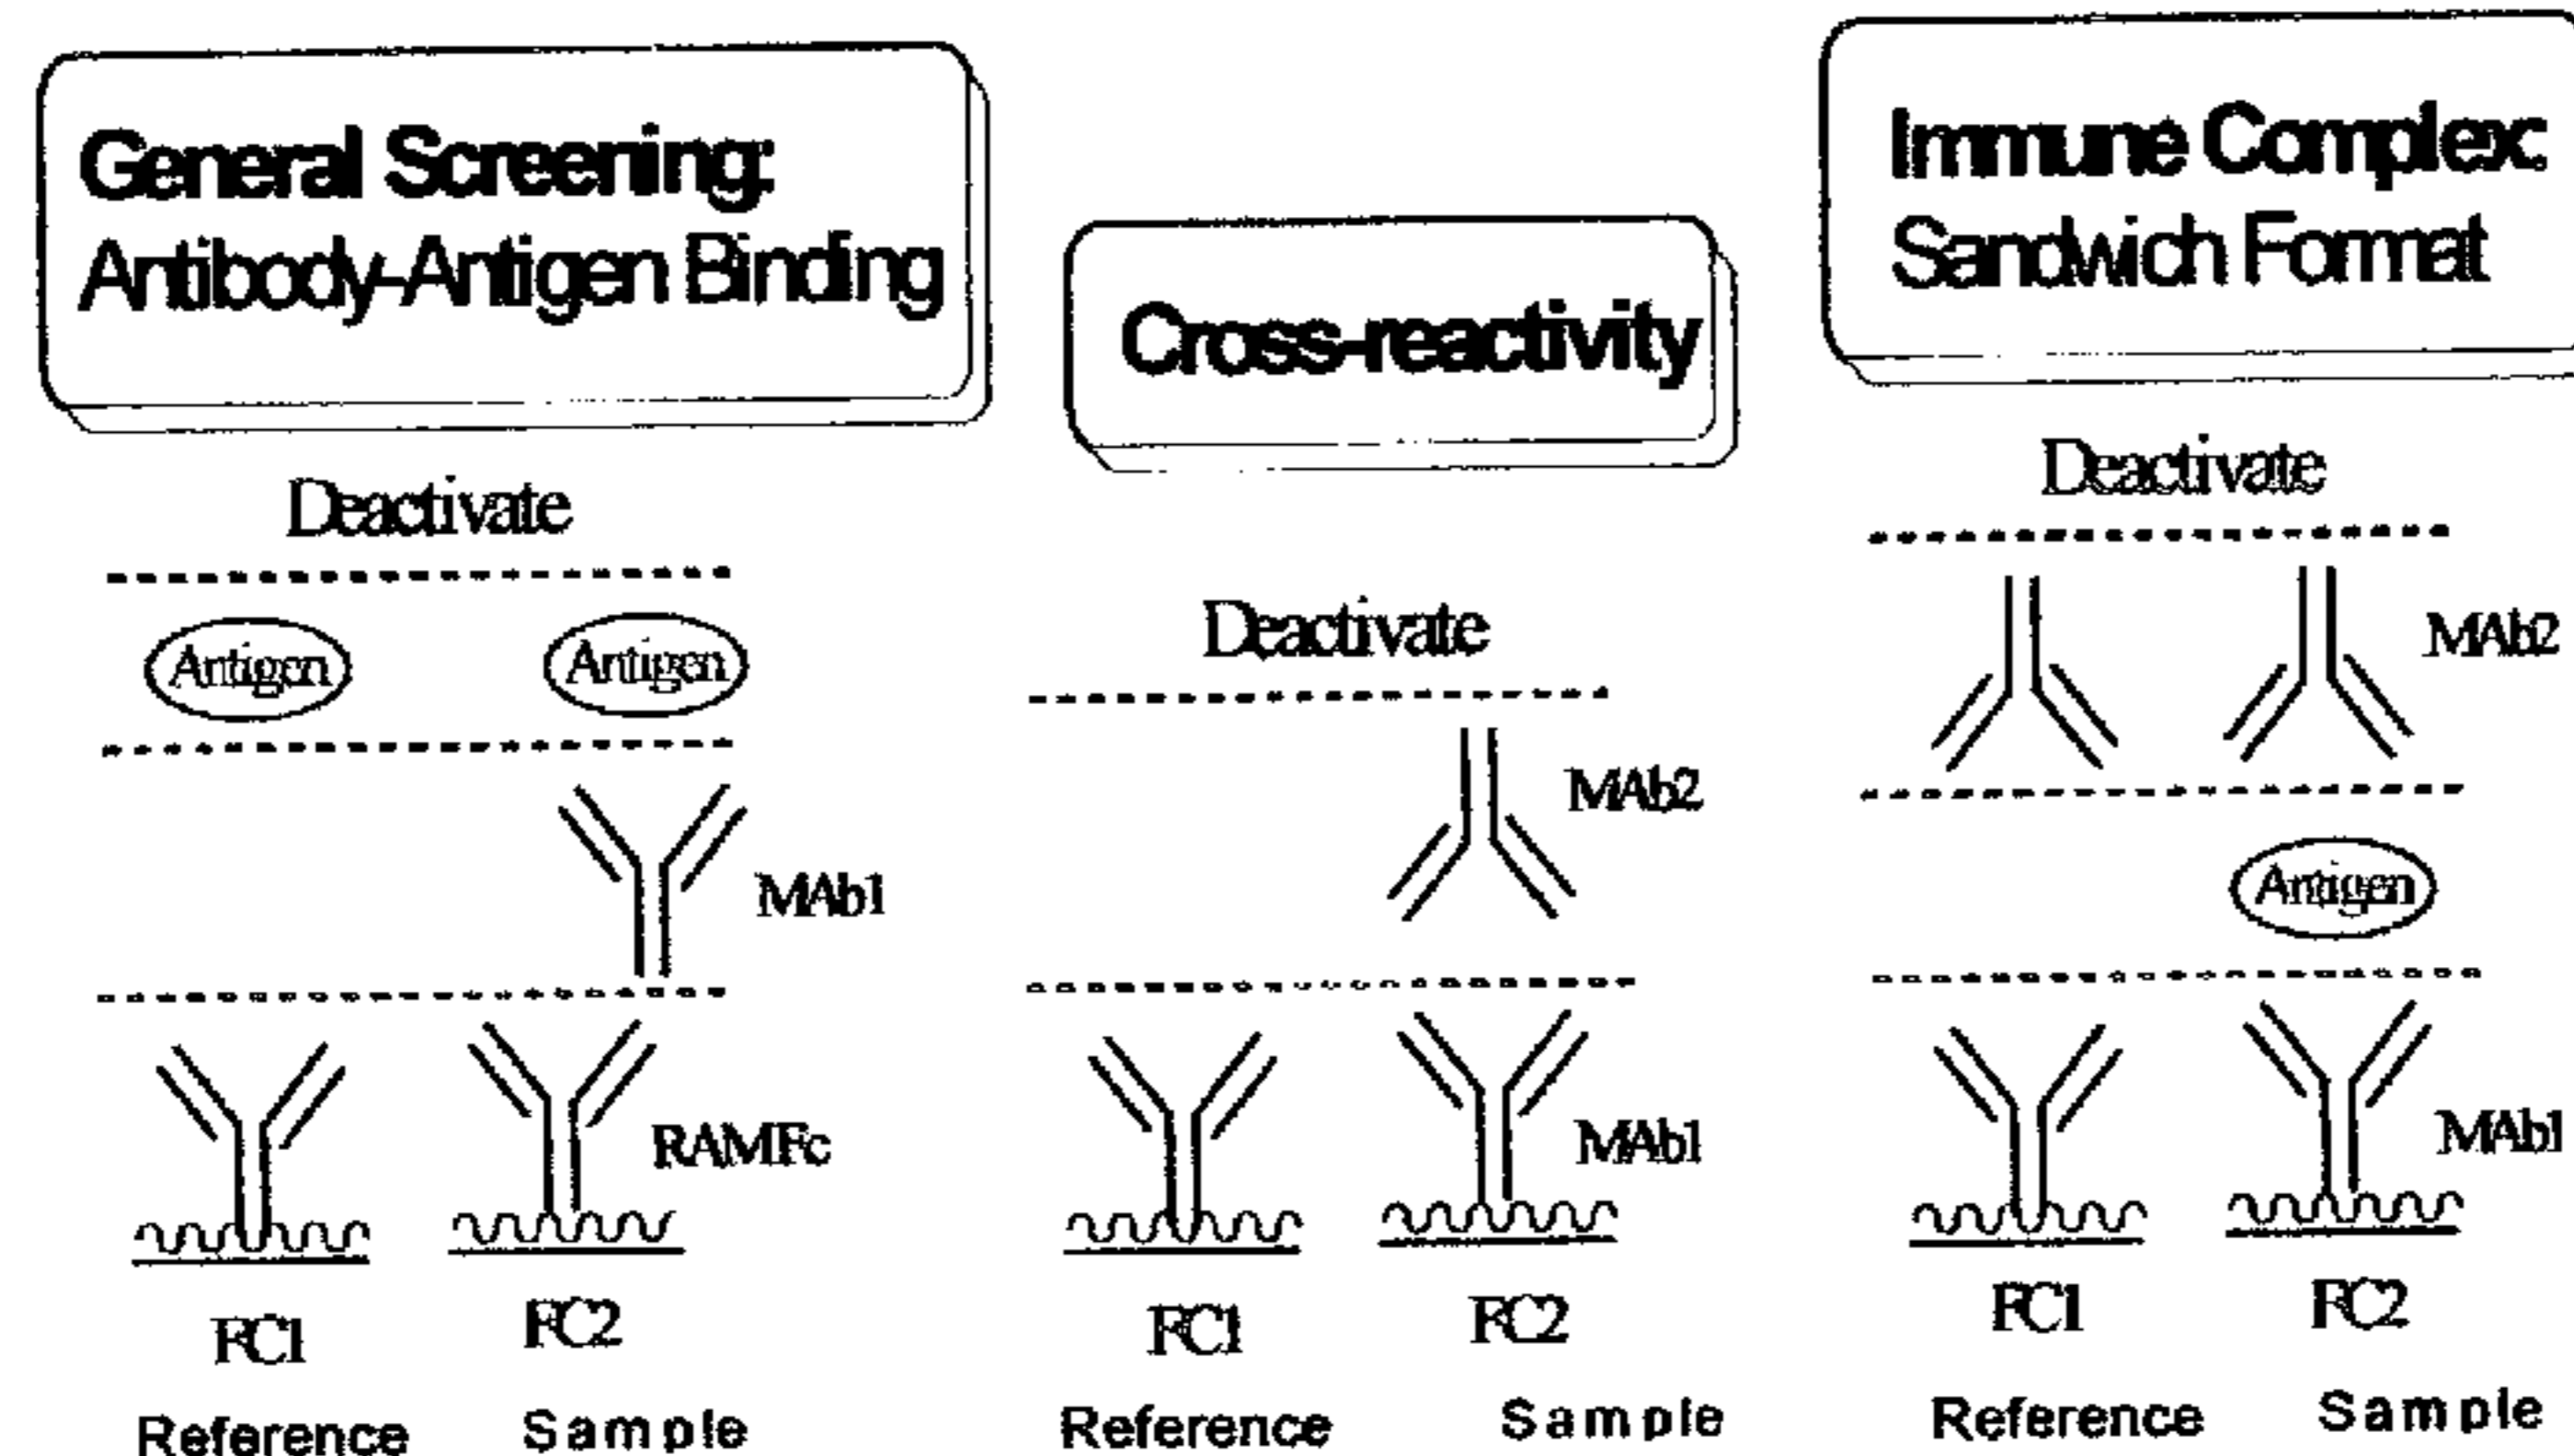 General Screening:
Antibody-Antigen Binding
Deactivate
Antigen Antigen
MAb1
RAMFc
FC1 FC2
Reference Sample
Cross-reactivity
Deactivate
MAb2
MAb1
FC1 FC2
Reference Sample
Immune Complex:
Sandwich Format
Deactivate
MAb2
Antigen
MAb1
FC1 FC2
Reference Sample